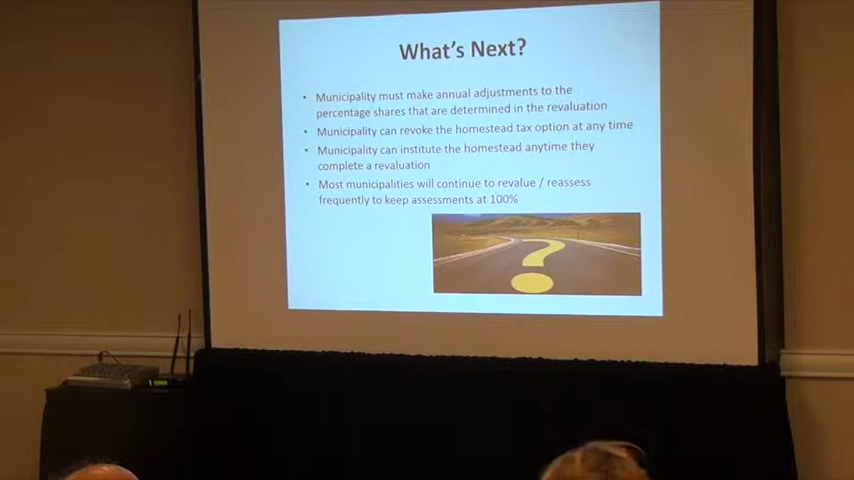 What's Next?
• Municipality must make annual adjustments to the
percentage shares that are determined in the revaluation
• Municipality can revoke the homestead tax option at any time
• Municipality can institute the homestead anytime they
complete a revaluation
• Most municipalities will continue to revalue / reassess
frequently to keep assessments at 100%